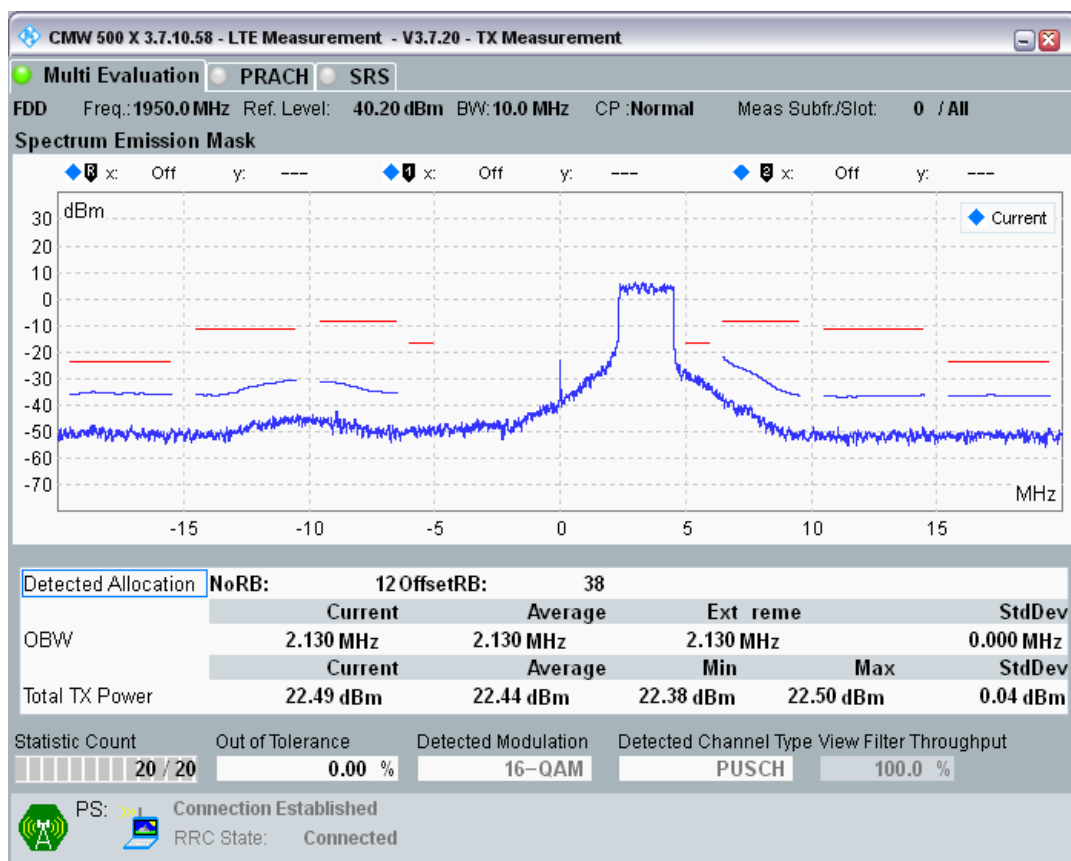 CMW 500 X 3.7.10.58 - LTE Measurement - V3.7.20 - TX Measurement
Multi Evaluation PRACH SRS
FDD Freq.: 1950.0 MHz Ref. Level: 40.20 dBm BW: 10.0 MHz CP :Normal Meas Subfr./Slot: 0 / All
Spectrum Emission Mask
R x: Off y: --- 1 x: Off y: --- 2 x: Off y: ---
dBm
Current
30
20
10
0
-10
-20
-30
-40
-50
-60
-70
MHz
-15 -10 -5 0 5 10 15
Detected Allocation NoRB: 12 OffsetRB: 38
Current Average Ext reme StdDev
OBW 2.130 MHz 2.130 MHz 2.130 MHz 0.000 MHz
Current Average Min Max StdDev
Total TX Power 22.49 dBm 22.44 dBm 22.38 dBm 22.50 dBm 0.04 dBm
Statistic Count Out of Tolerance Detected Modulation Detected Channel Type View Filter Throughput
20 / 20 0.00 % 16-QAM PUSCH 100.0 %
PS: Connection Established
RRC State: Connected